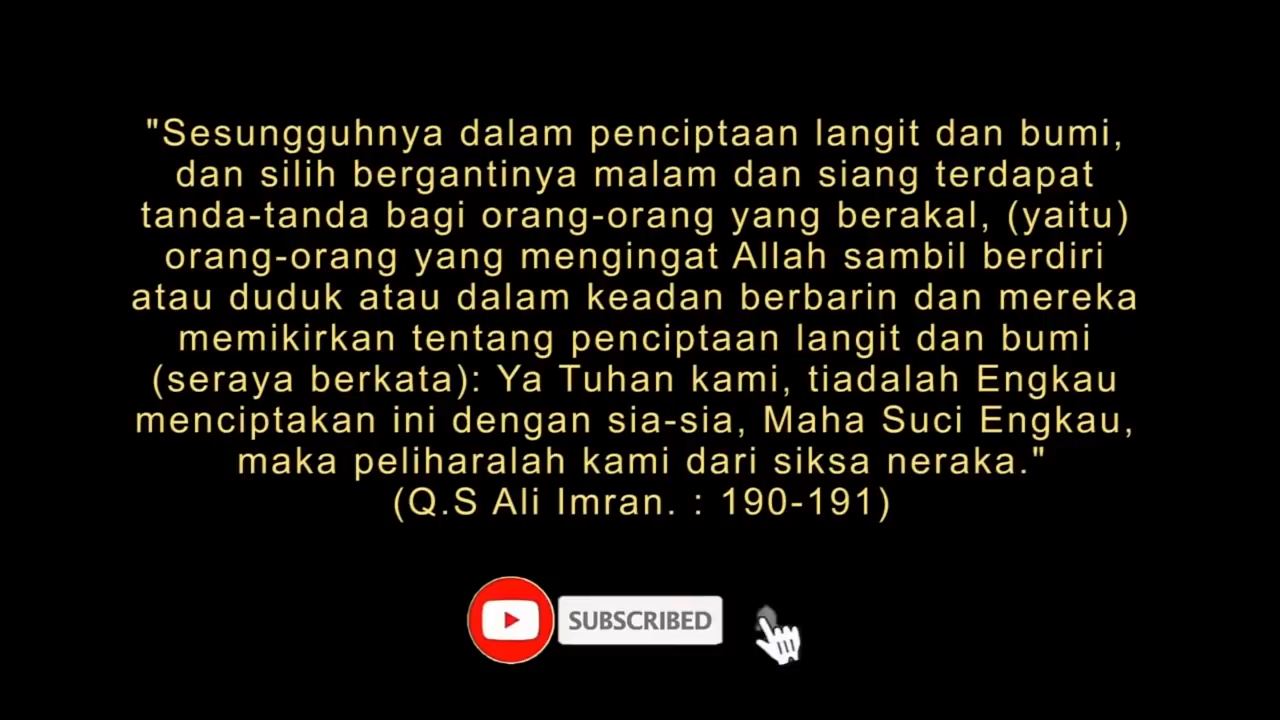 "Sesungguhnya dalam penciptaan langit dan bumi,
dan silih bergantinya malam dan siang terdapat
tanda-tanda bagi orang-orang yang berakal, (yaitu)
orang-orang yang mengingat Allah sambil berdiri
atau duduk atau dalam keadan berbarin dan mereka
memikirkan tentang penciptaan langit dan bumi
(seraya berkata): Ya Tuhan kami, tiadalah Engkau
menciptakan ini dengan sia-sia, Maha Suci Engkau,
maka peliharalah kami dari siksa neraka."
(Q.S Ali Imran. : 190-191)
SUBSCRIBED